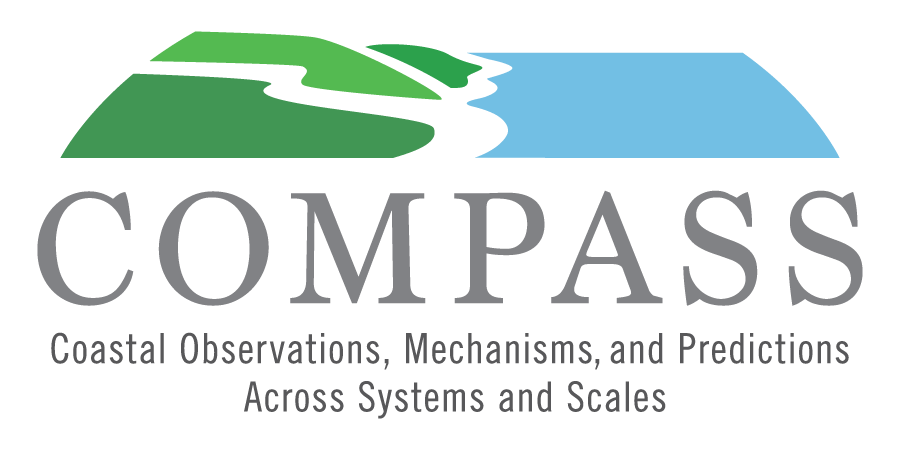 COMPASS
Coastal Observations, Mechanisms, and Predictions
Across Systems and Scales